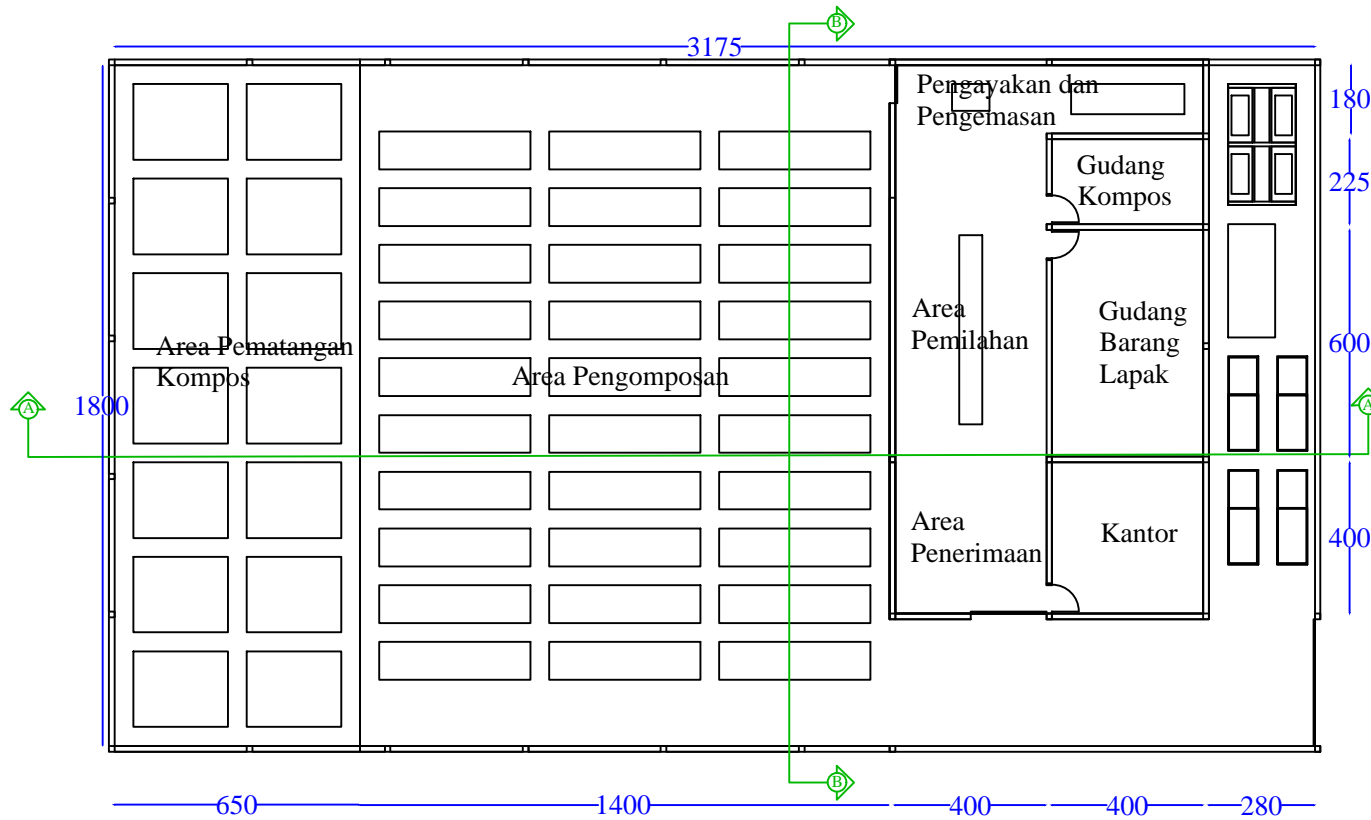 B
3175
Pengayakan dan
Pengemasan
180
Gudang
Kompos
225
Area
Pemilahan
Gudang
Barang
Lapak
600
Area Pematangan
Kompos
Area Pengomposan
1800
A
A
Area
Penerimaan
Kantor
400
B
650
1400
400
400
280